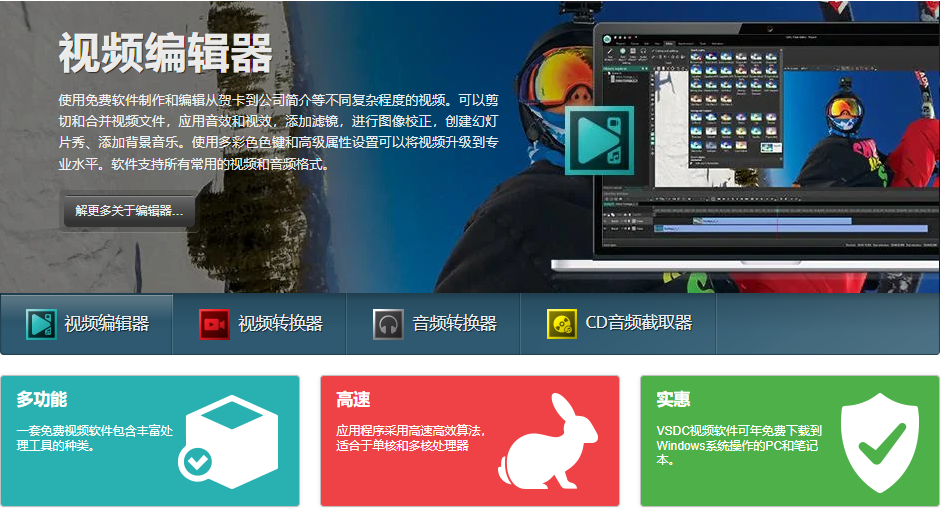 视频编辑器
使用免费软件制作和编辑从贺卡到公司简介等不同复杂程度的视频。可以剪
切和合并视频文件，应用音效和视效，添加滤镜，进行图像校正，创建幻灯
片秀、添加背景音乐。使用多彩色色键和高级属性设置可以将视频升级到专
业水平。软件支持所有常用的视频和音频格式。
解更多关于编辑器...
视频编辑器
视频转换器
音频转换器
CD音频截取器
多功能
一套免费视频软件包含丰富处
理工具的种类。
高速
应用程序采用高速高效算法，
适合于单核和多核处理器
实惠
VSDC视频软件可年免费下载到
Windows系统操作的PC和笔记
本。